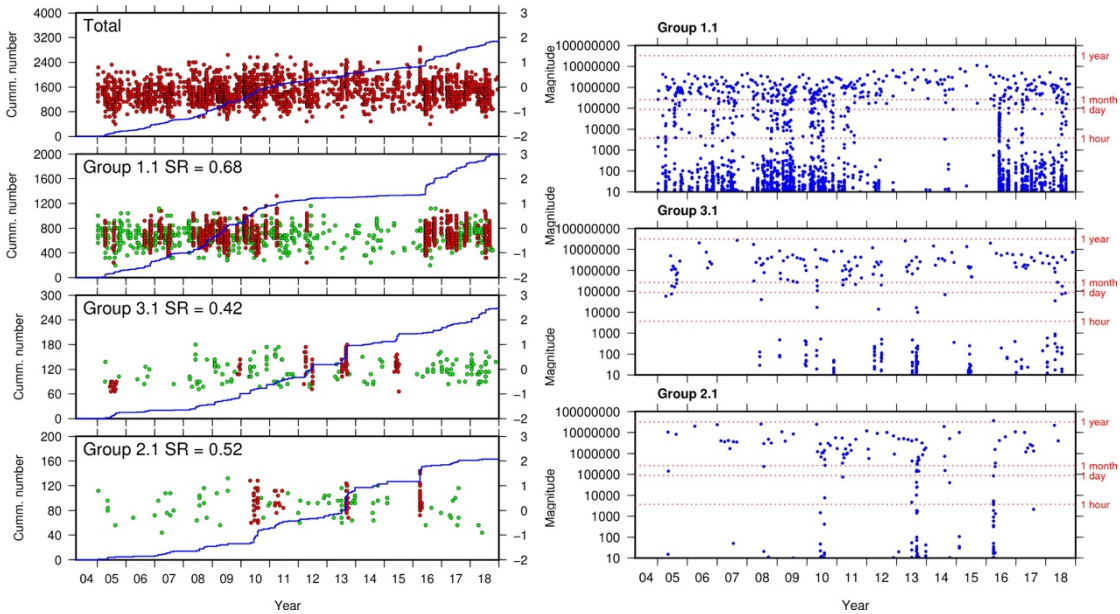 Total
Cumm. number
4000
3200
2400
1600
800
0
3
2
1
0
−1
−2
Magnitude
Group 1.1 SR = 0.68
Cumm. number
2000
1600
1200
800
400
0
3
2
1
0
−1
−2
Magnitude
Group 3.1 SR = 0.42
Cumm. number
300
240
180
120
60
0
3
2
1
0
−1
−2
Magnitude
Group 2.1 SR = 0.52
Cumm. number
200
160
120
80
40
0
3
2
1
0
−1
−2
Magnitude
04 05 06 07 08 09 10 11 12 13 14 15 16 17 18
Year
Group 1.1
100000000
10000000
1000000
100000
10000
1000
100
10
1 year
1 month
1 day
1 hour
Group 3.1
100000000
10000000
1000000
100000
10000
1000
100
10
1 year
1 month
1 day
1 hour
Group 2.1
100000000
10000000
1000000
100000
10000
1000
100
10
1 year
1 month
1 day
1 hour
04 05 06 07 08 09 10 11 12 13 14 15 16 17 18
Year